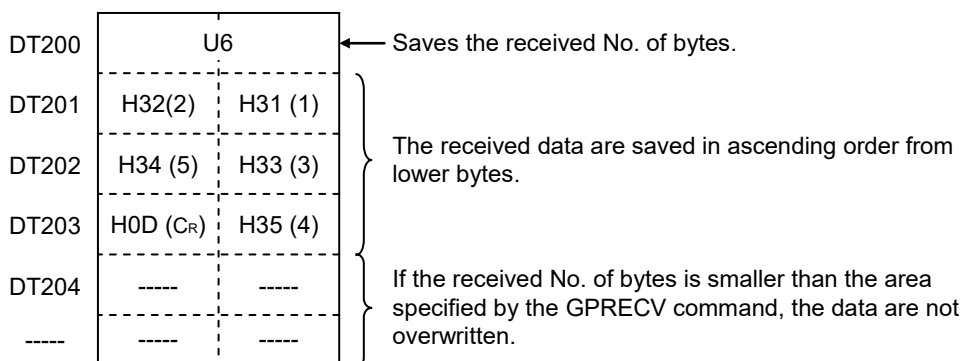 DT200 U6 Saves the received No. of bytes.
DT201 H32(2) H31 (1)
The received data are saved in ascending order from
lower bytes.
DT202 H34 (5) H33 (3)
DT203 H0D (CR) H35 (4)
DT204 ----- -----
If the received No. of bytes is smaller than the area
specified by the GPRECV command, the data are not
overwritten.
----- ----- -----